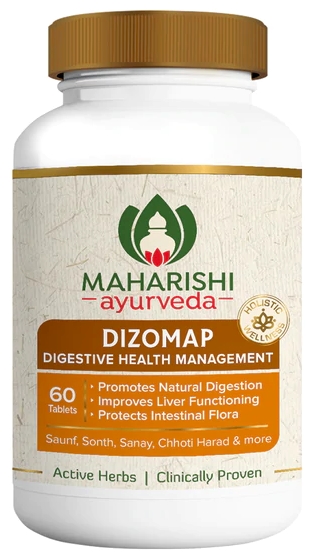 MAHARISHI
ayurveda
HOLISTIC WELLNESS
DIZOMAP
DIGESTIVE HEALTH MANAGEMENT
60
Tablets
• Promotes Natural Digestion
• Improves Liver Functioning
• Protects Intestinal Flora
Saunf, Sonth, Sanay, Chhoti Harad & more
Active Herbs | Clinically Proven